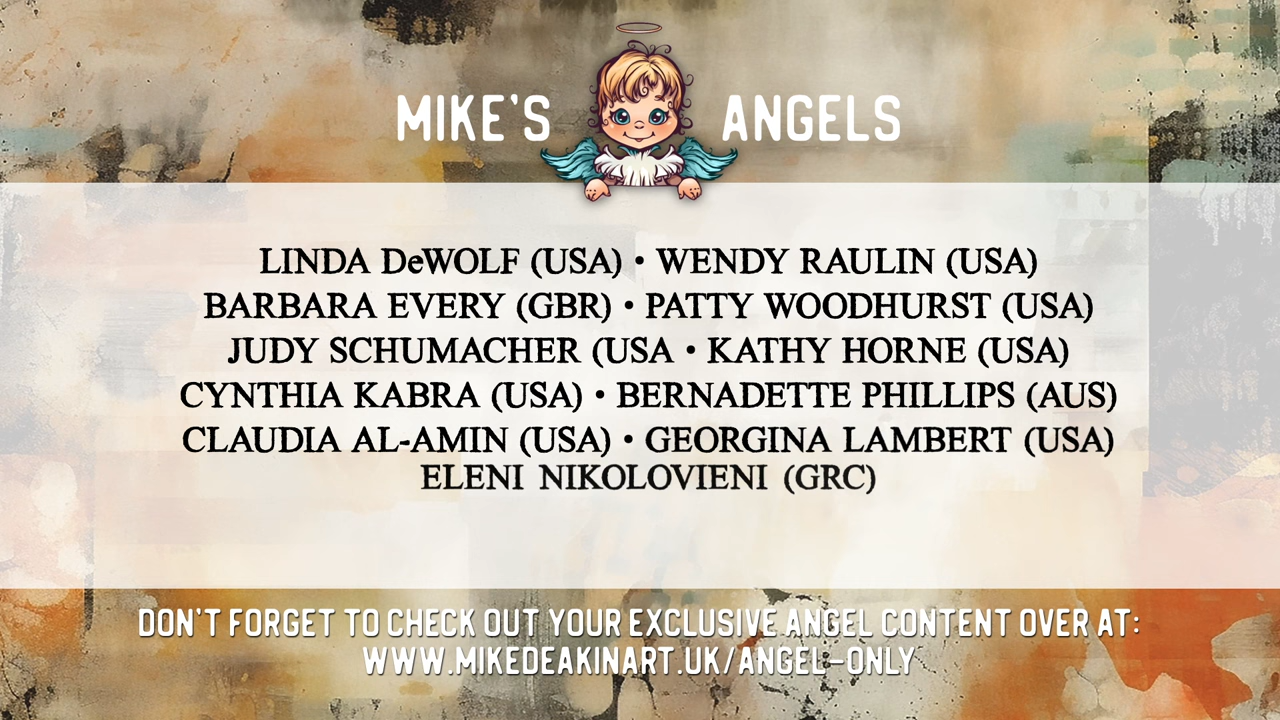 MIKE'S ANGELS
LINDA DeWOLF (USA) • WENDY RAULIN (USA)
BARBARA EVERY (GBR) • PATTY WOODHURST (USA)
JUDY SCHUMACHER (USA • KATHY HORNE (USA)
CYNTHIA KABRA (USA) • BERNADETTE PHILLIPS (AUS)
CLAUDIA AL-AMIN (USA) • GEORGINA LAMBERT (USA)
ELENI NIKOLOVIENI (GRC)
DON'T FORGET TO CHECK OUT YOUR EXCLUSIVE ANGEL CONTENT OVER AT:
WWW.MIKEDEAKINART.UK/ANGEL-ONLY